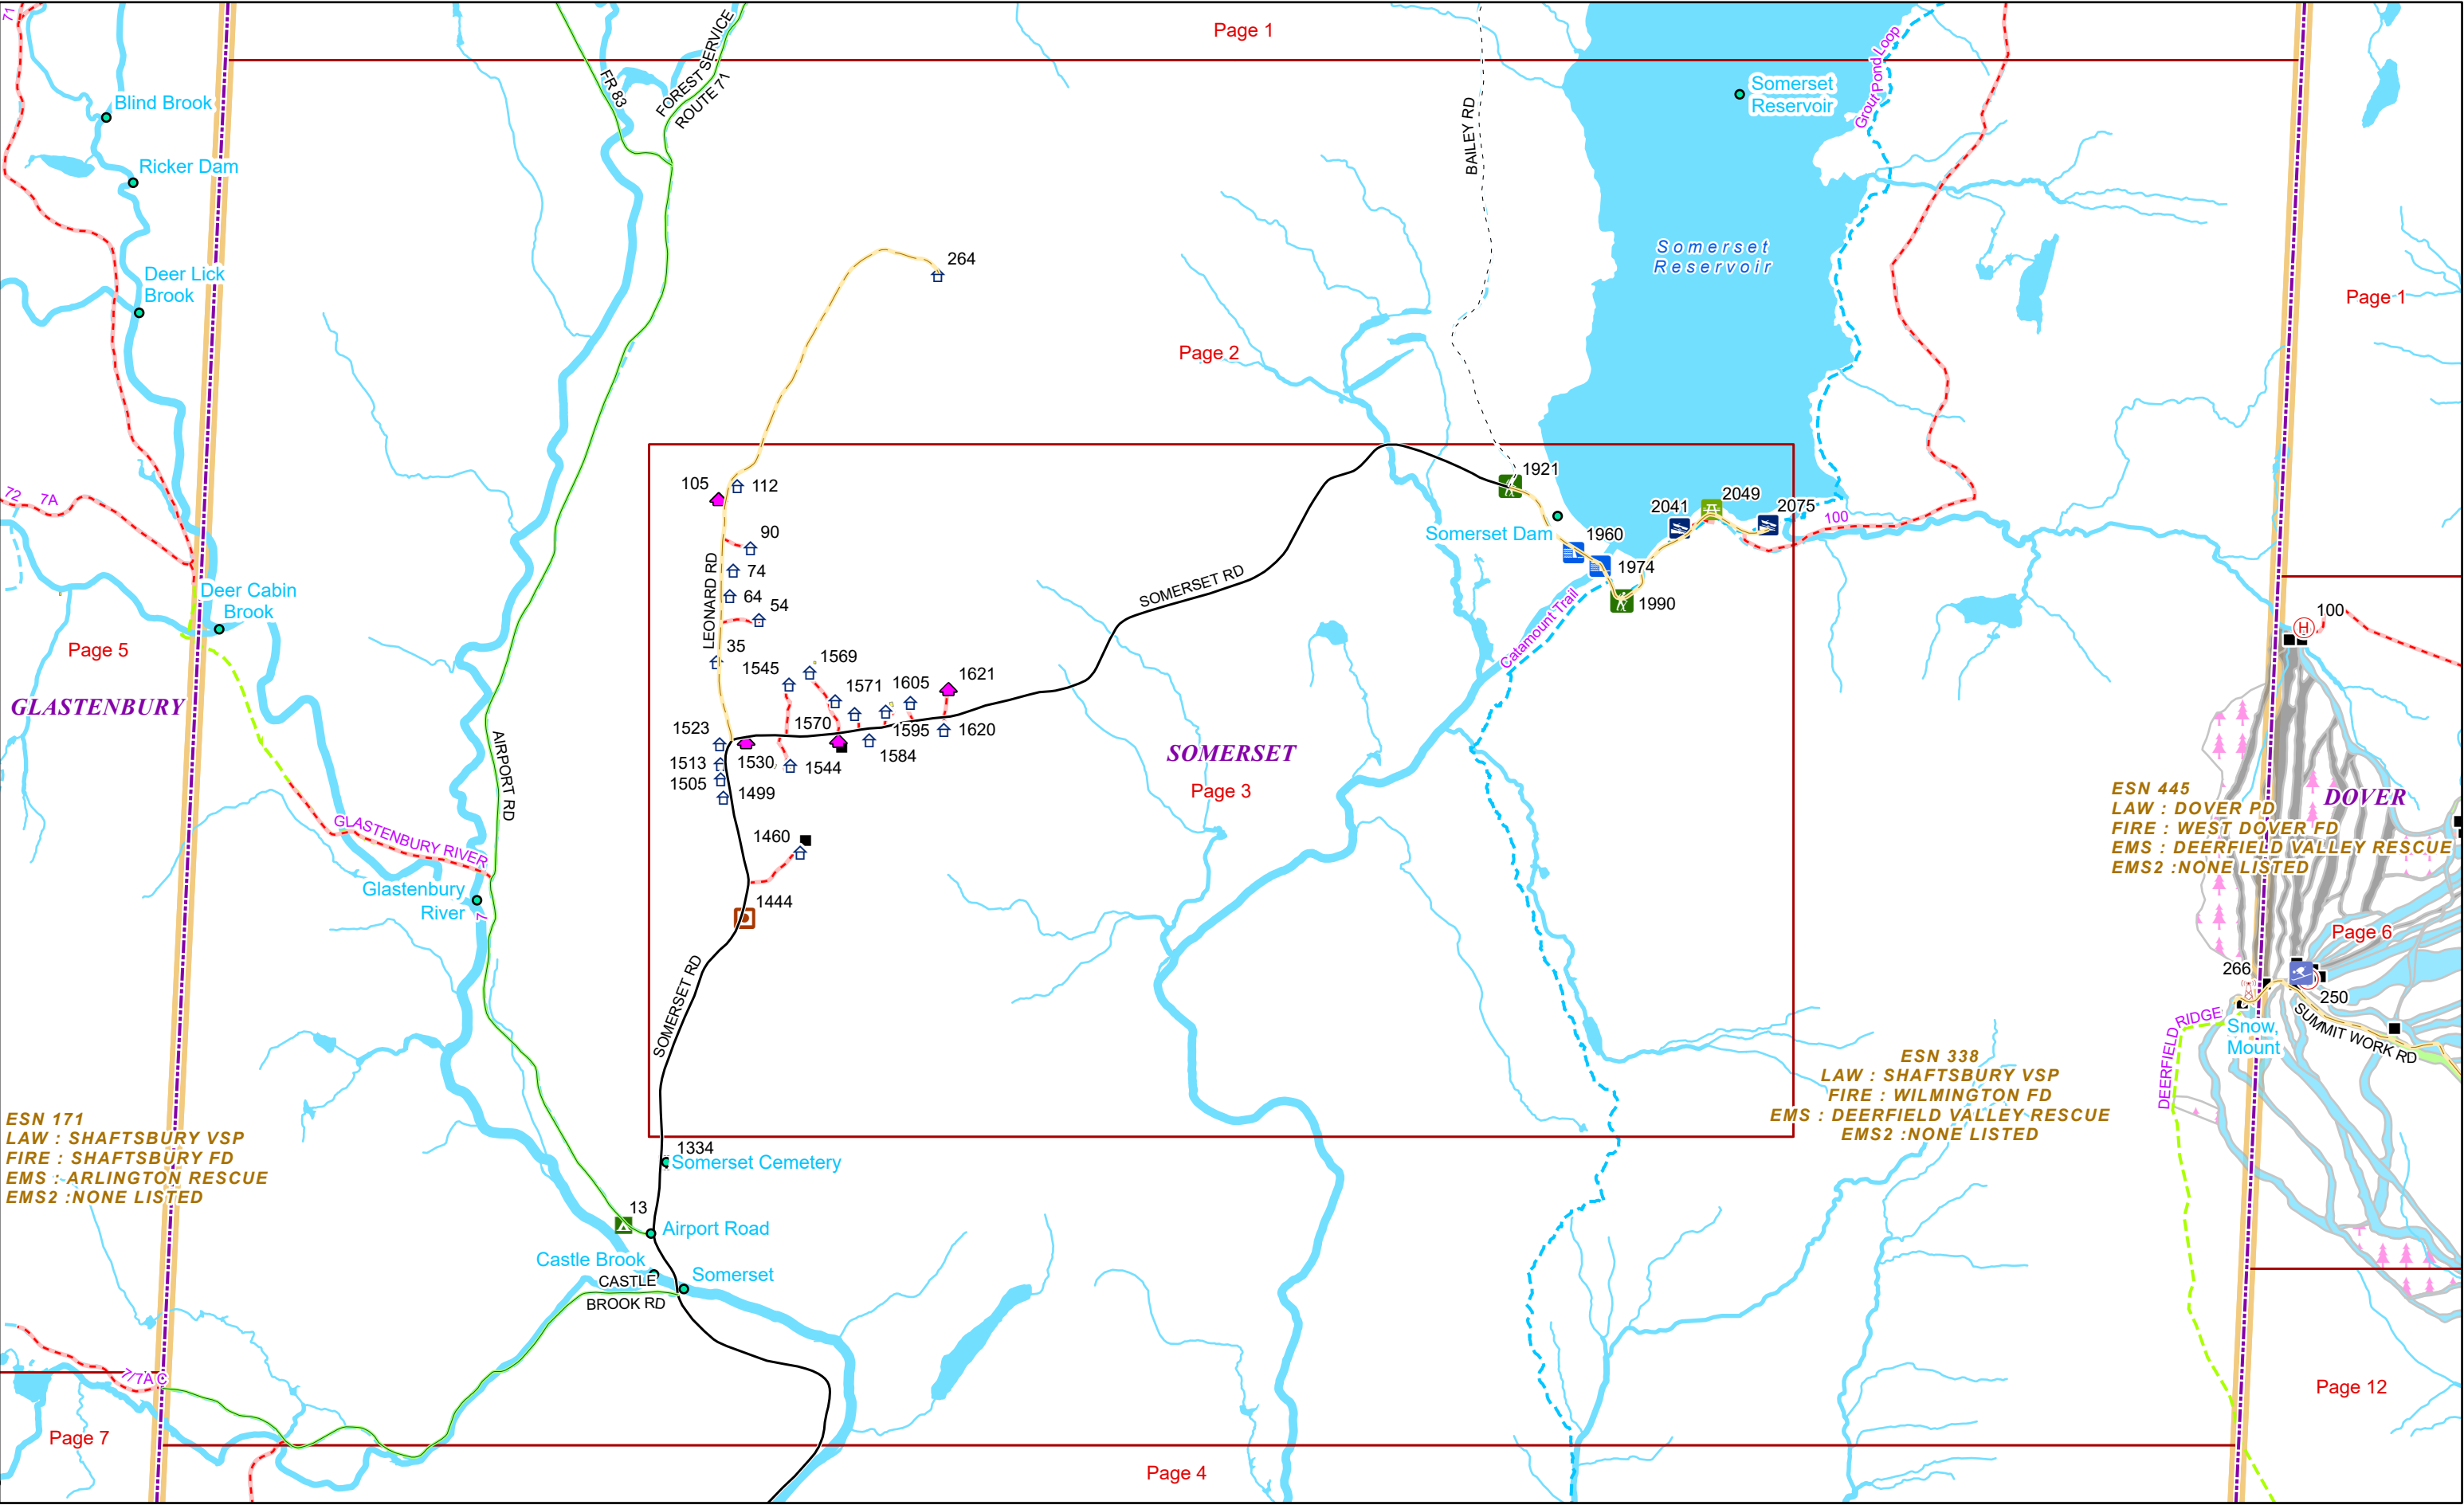 71
Page 1
FR 83
FOREST SERVICE
ROUTE 71
BAILEY RD
Grout Pond Loop
Somerset
Reservoir
Blind Brook
Ricker Dam
Deer Lick
Brook
264
Somerset
Reservoir
Page 1
Page 2
72
7A
105
112
90
74
64
54
35
LEONARD RD
1921
Somerset Dam
1960
1974
1990
2041
2049
2075
100
SOMERSET RD
Catamount Trail
Deer Cabin
Brook
Page 5
GLASTENBURY
H
100
1545
1569
1571
1605
1621
1523
1570
1595
1620
1513
1530
1544
1584
1505
1499
1460
1444
SOMERSET
Page 3
AIRPORT RD
GLASTENBURY RIVER
Glastenbury
River
7
ESN 445
LAW : DOVER PD
FIRE : WEST DOVER FD
EMS : DEERFIELD VALLEY RESCUE
EMS2 :NONE LISTED
DOVER
Page 6
266
250
SUMMIT WORK RD
Snow,
Mount
DEERFIELD RIDGE
SOMERSET RD
ESN 338
LAW : SHAFTSBURY VSP
FIRE : WILMINGTON FD
EMS : DEERFIELD VALLEY RESCUE
EMS2 :NONE LISTED
ESN 171
LAW : SHAFTSBURY VSP
FIRE : SHAFTSBURY FD
EMS : ARLINGTON RESCUE
EMS2 :NONE LISTED
1334
Somerset Cemetery
13
Airport Road
Castle Brook
Somerset
CASTLE
BROOK RD
7/7A C
Page 7
Page 4
Page 12